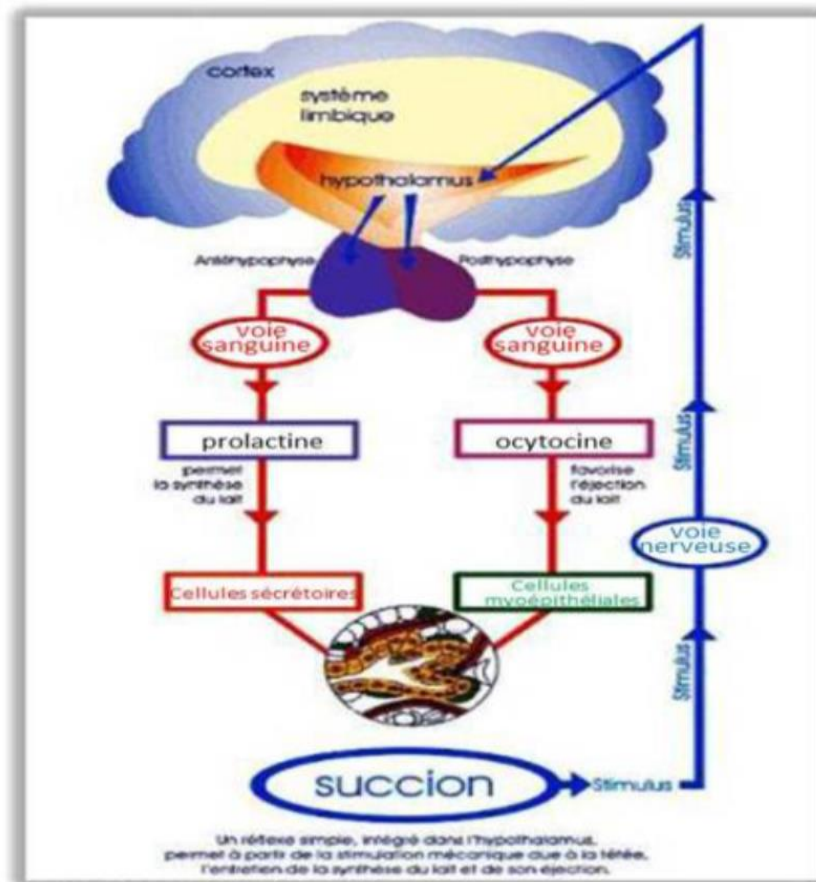 cortex
système
limbique
hypothalamus
Antéhypophyse
Posthypophyse
voie
sanguine
voie
sanguine
prolactine
ocytocine
permet
la synthèse
du lait
favorise
l'éjection
du lait
Cellules sécrétoires
Cellules
myoépithéliales
voie
nerveuse
Stimulus
Stimulus
Stimulus
succion
Stimulus
Un réflexe simple, intégré dans l'hypothalamus,
permet à partir de la stimulation mécanique due à la tétée,
l'entretien de la synthèse du lait et de son éjection.